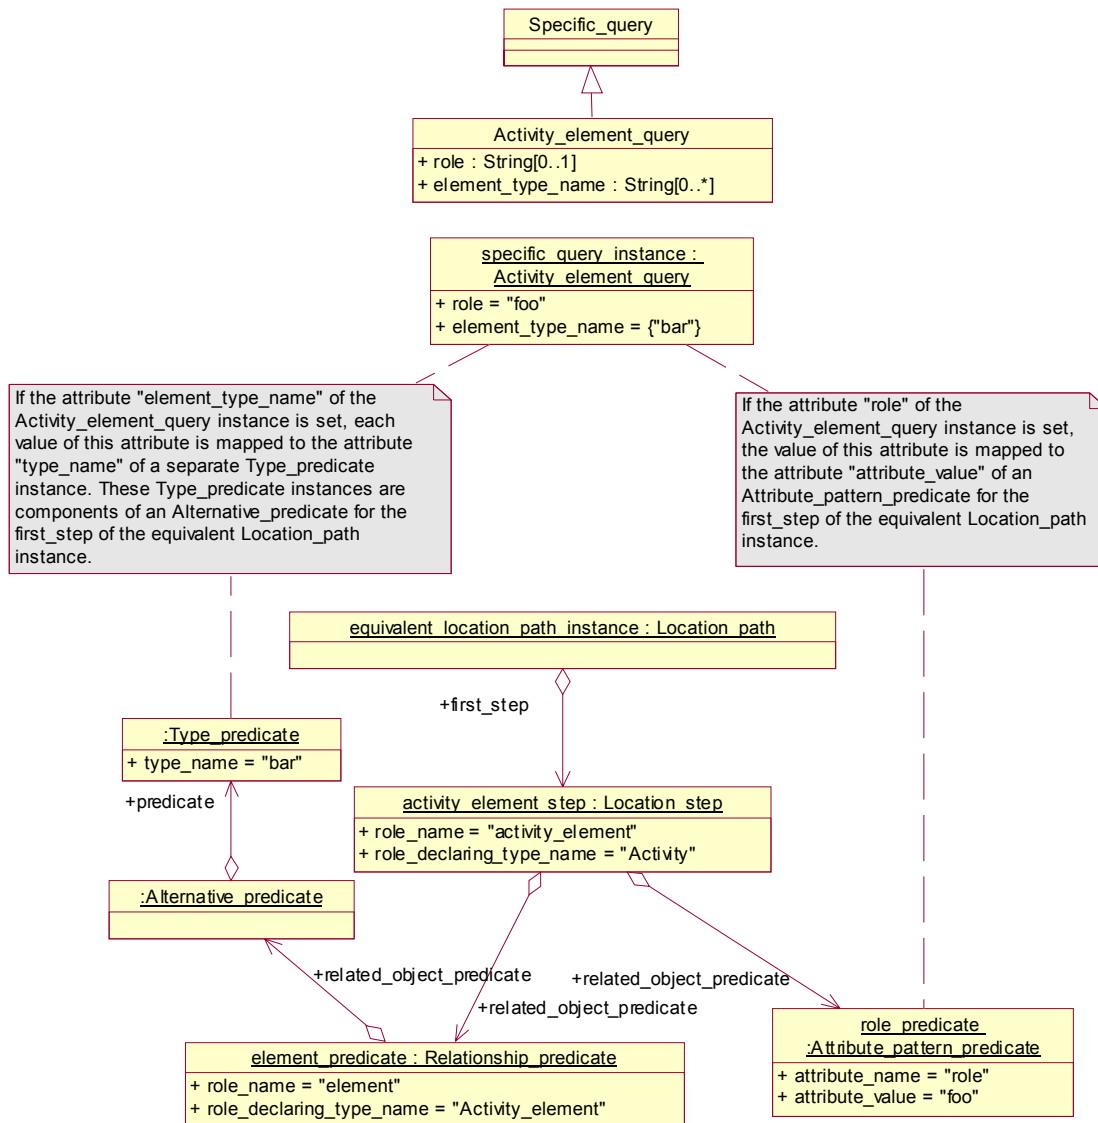 Specific_query
Activity_element_query
+ role : String[0..1]
+ element_type_name : String[0..*]
specific_query_instance :
Activity_element_query
+ role = "foo"
+ element_type_name = {"bar"}
If the attribute "element_type_name" of the
Activity_element_query instance is set, each
value of this attribute is mapped to the attribute
"type_name" of a separate Type_predicate
instance. These Type_predicate instances are
components of an Alternative_predicate for the
first_step of the equivalent Location_path
instance.
If the attribute "role" of the
Activity_element_query instance is set,
the value of this attribute is mapped to
the attribute "attribute_value" of an
Attribute_pattern_predicate for the
first_step of the equivalent Location_path
instance.
equivalent_location_path_instance : Location_path
+first_step
:Type_predicate
+ type_name = "bar"
+predicate
activity_element_step : Location_step
+ role_name = "activity_element"
+ role_declaring_type_name = "Activity"
:Alternative_predicate
+related_object_predicate
+related_object_predicate
+related_object_predicate
element_predicate : Relationship_predicate
+ role_name = "element"
+ role_declaring_type_name = "Activity_element"
role_predicate
:Attribute_pattern_predicate
+ attribute_name = "role"
+ attribute_value = "foo"